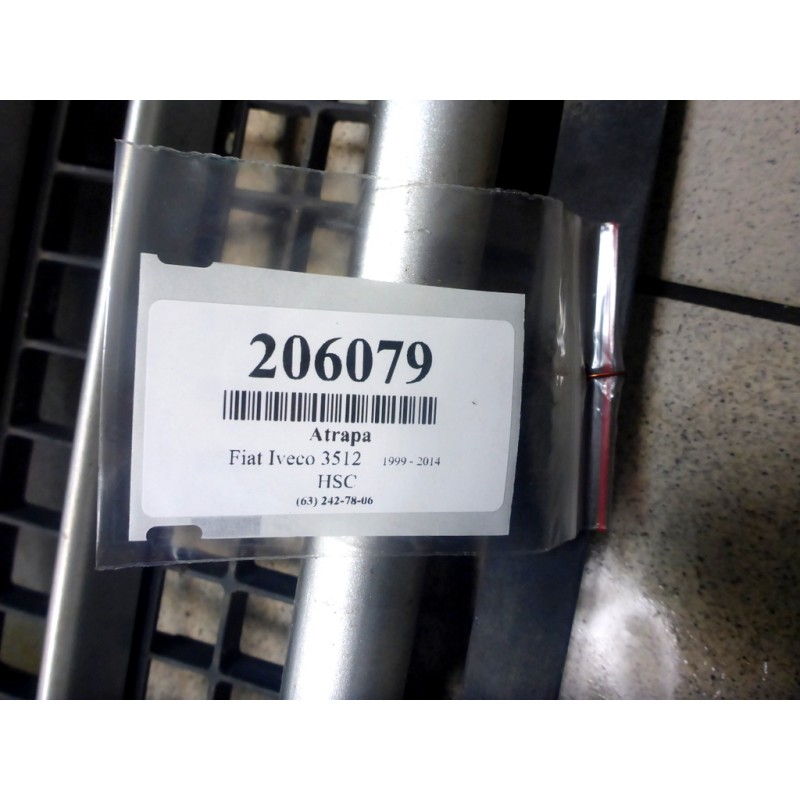 206079
Atrapa
Fiat Iveco 3512 1999 - 2014
HSC
(63) 242-78-06